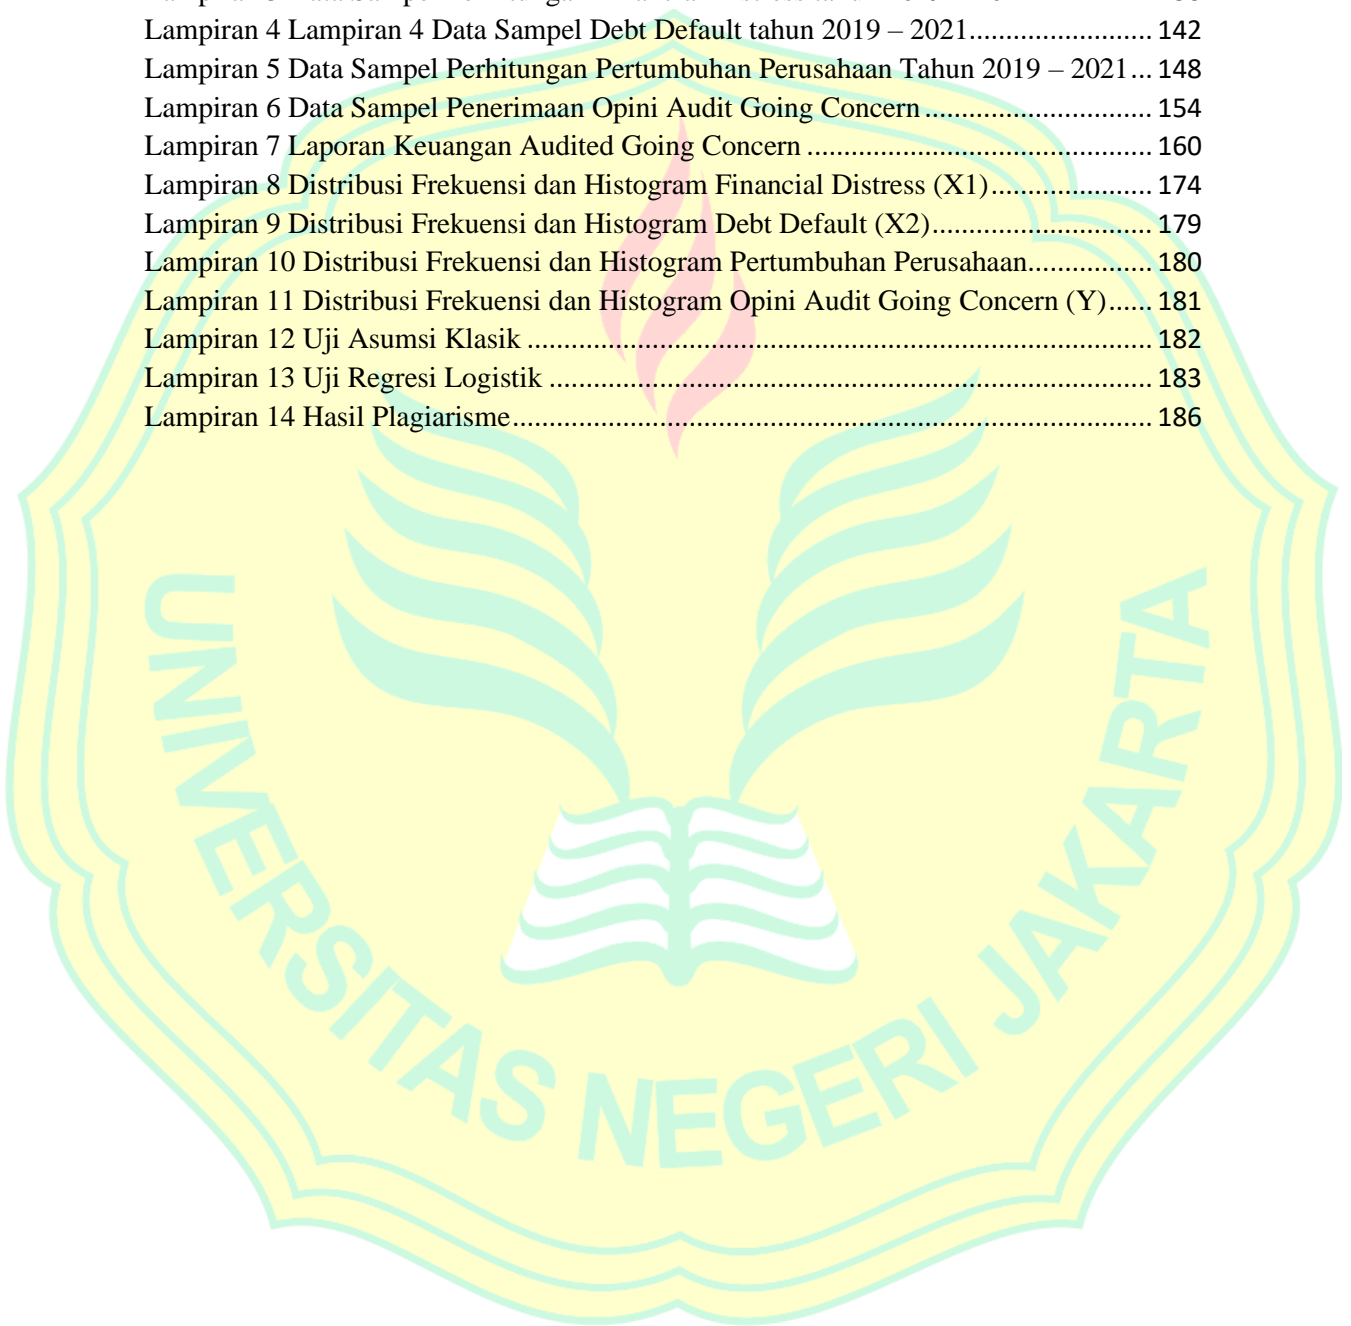 Lampiran 4 Lampiran 4 Data Sampel Debt Default tahun 2019 – 2021......................... 142
Lampiran 5 Data Sampel Perhitungan Pertumbuhan Perusahaan Tahun 2019 – 2021... 148
Lampiran 6 Data Sampel Penerimaan Opini Audit Going Concern ............................... 154
Lampiran 7 Laporan Keuangan Audited Going Concern ............................................... 160
Lampiran 8 Distribusi Frekuensi dan Histogram Financial Distress (X1)...................... 174
Lampiran 9 Distribusi Frekuensi dan Histogram Debt Default (X2).............................. 179
Lampiran 10 Distribusi Frekuensi dan Histogram Pertumbuhan Perusahaan................. 180
Lampiran 11 Distribusi Frekuensi dan Histogram Opini Audit Going Concern (Y)...... 181
Lampiran 12 Uji Asumsi Klasik ..................................................................................... 182
Lampiran 13 Uji Regresi Logistik .................................................................................. 183
Lampiran 14 Hasil Plagiarisme....................................................................................... 186
UNIVERSITAS NEGERI JAKARTA